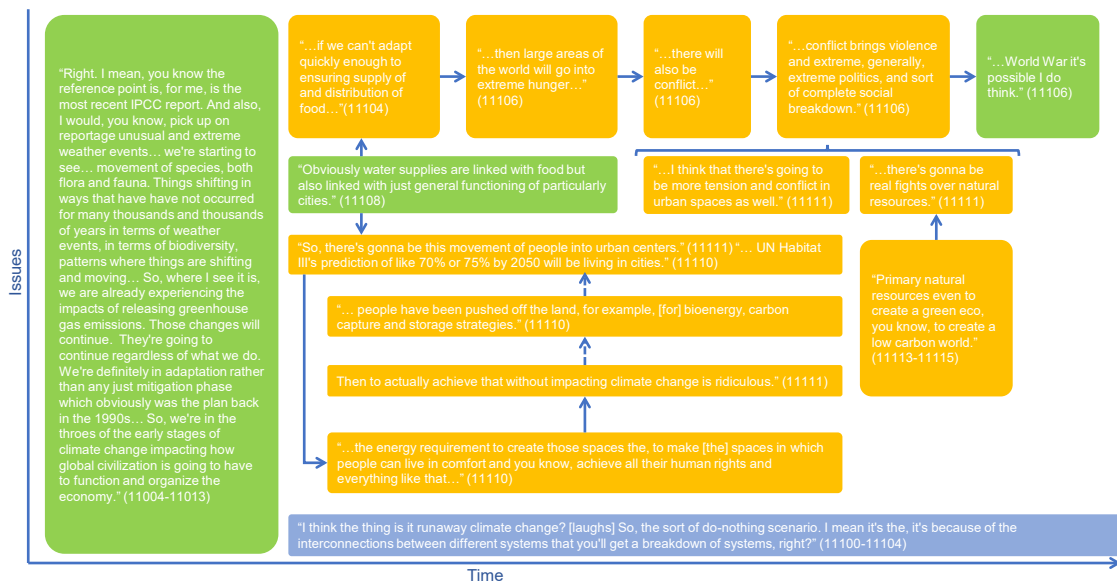 “Right. I mean, you know the
reference point is, for me, is the
most recent IPCC report. And also,
I would, you know, pick up on
reportage unusual and extreme
weather events… we're starting to
see… movement of species, both
flora and fauna. Things shifting in
ways that have have not occurred
for many thousands and thousands
of years in terms of weather
events, in terms of biodiversity,
patterns where things are shifting
and moving… So, where I see it is,
we are already experiencing the
impacts of releasing greenhouse
gas emissions. Those changes will
continue. They're going to
continue regardless of what we do.
We're definitely in adaptation rather
than any just mitigation phase
which obviously was the plan back
in the 1990s… So, we're in the
throes of the early stages of
climate change impacting how
global civilization is going to have
to function and organize the
economy.” (11004-11013)
“…if we can't adapt
quickly enough to
ensuring supply of
and distribution of
food…”(11104)
“…then large areas of
the world will go into
extreme hunger…”
(11106)
“…there will
also be
conflict…”
(11106)
“…conflict brings violence
and extreme, generally,
extreme politics, and sort
of complete social
breakdown.” (11106)
“…World War it's
possible I do
think.” (11106)
“Obviously water supplies are linked with food but
also linked with just general functioning of particularly
cities.” (11108)
“…I think that there's going to
be more tension and conflict in
urban spaces as well.” (11111)
“…there's gonna be
real fights over natural
resources.” (11111)
“So, there's gonna be this movement of people into urban centers.” (11111) “… UN Habitat
III's prediction of like 70% or 75% by 2050 will be living in cities.” (11110)
“… people have been pushed off the land, for example, [for] bioenergy, carbon
capture and storage strategies.” (11110)
Then to actually achieve that without impacting climate change is ridiculous.” (11111)
“…the energy requirement to create those spaces the, to make [the] spaces in which
people can live in comfort and you know, achieve all their human rights and
everything like that…” (11110)
“Primary natural
resources even to
create a green eco,
you know, to create a
low carbon world.”
(11113-11115)
“I think the thing is it runaway climate change? [laughs] So, the sort of do-nothing scenario. I mean it's the, it's because of the
interconnections between different systems that you'll get a breakdown of systems, right?” (11100-11104)
Issues
Time